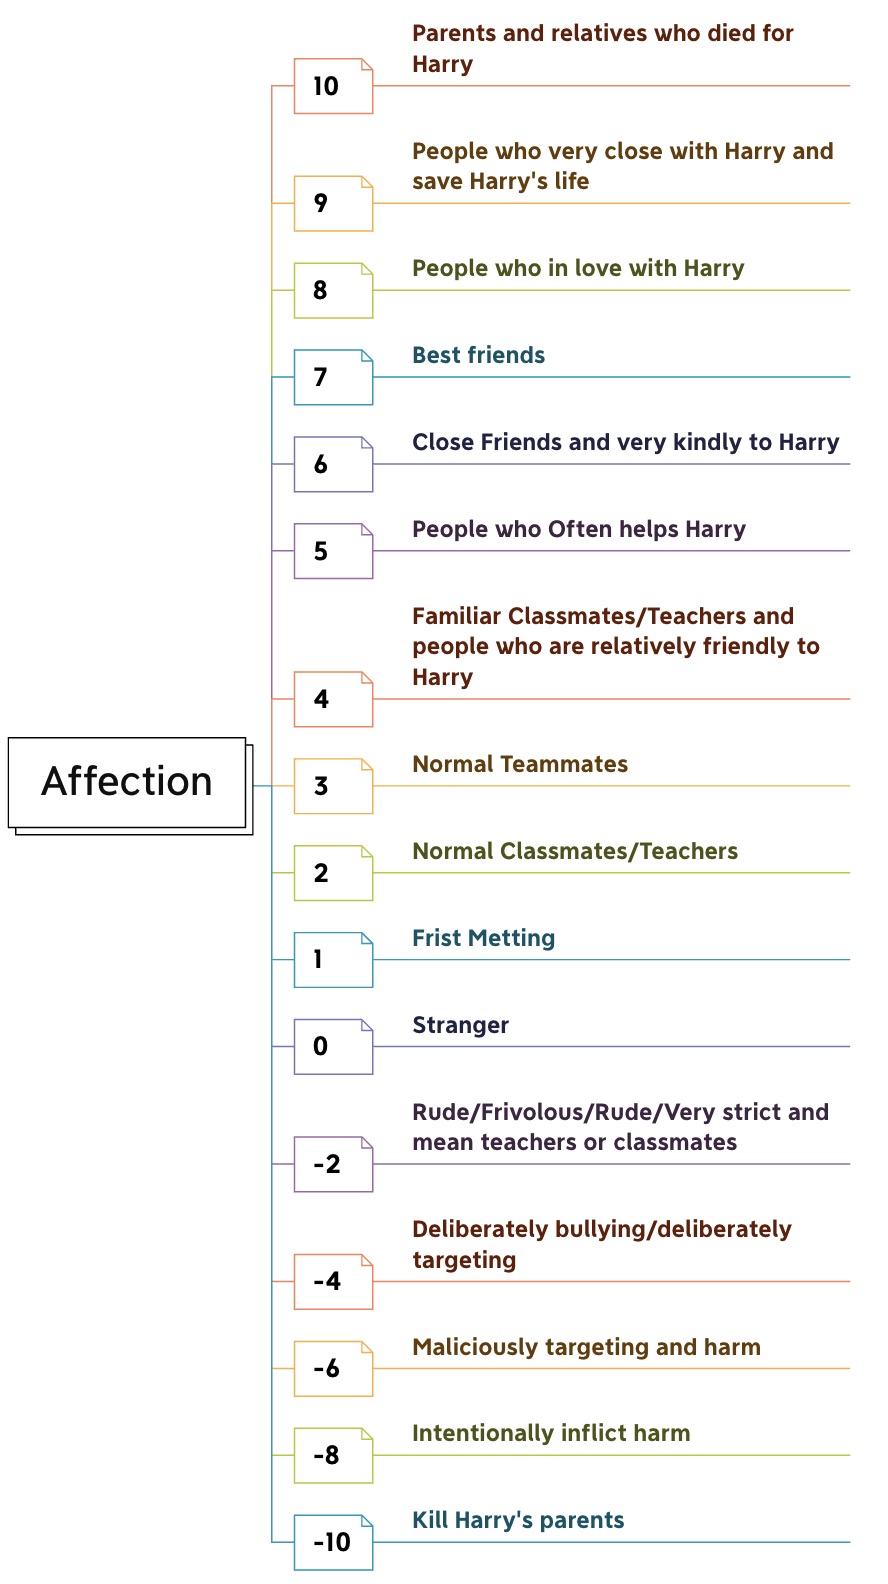 Parents and relatives who died for
Harry
10
People who very close with Harry and
save Harry's life
9
People who in love with Harry
8
Best friends
7
Close Friends and very kindly to Harry
6
People who Often helps Harry
5
Familiar Classmates/Teachers and
people who are relatively friendly to
Harry
4
Affection
Normal Teammates
3
Normal Classmates/Teachers
2
Frist Metting
1
Stranger
0
Rude/Frivolous/Rude/Very strict and
mean teachers or classmates
-2
Deliberately bullying/deliberately
targeting
-4
Maliciously targeting and harm
-6
Intentionally inflict harm
-8
Kill Harry's parents
-10